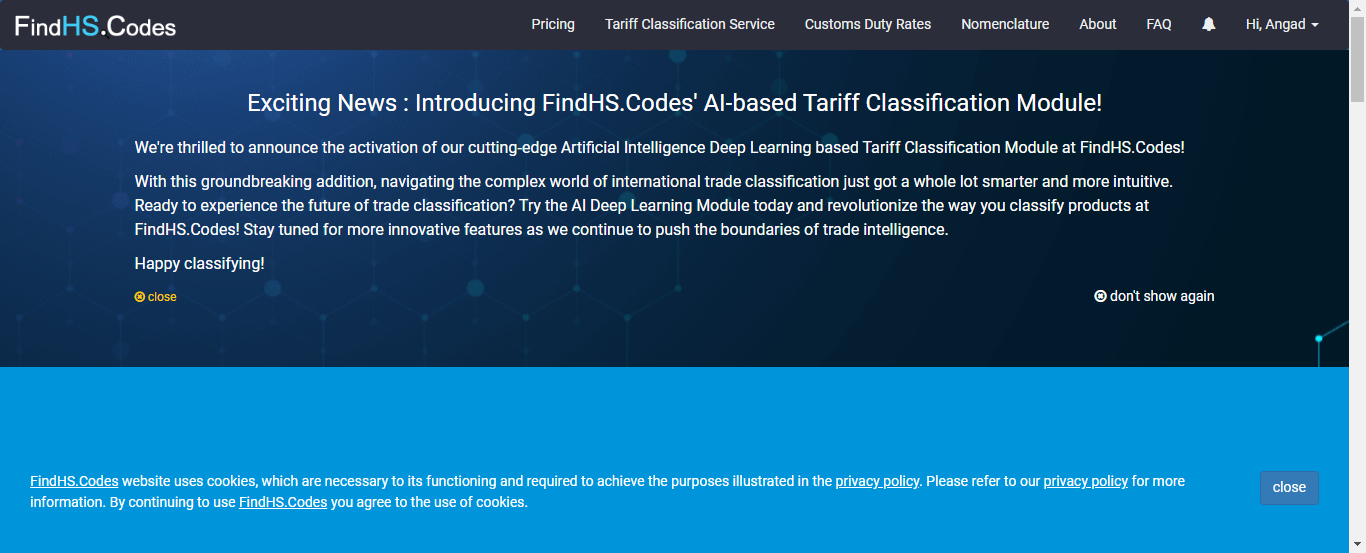 FindHS.Codes
Pricing
Tariff Classification Service
Customs Duty Rates
Nomenclature
About
FAQ
Hi, Angad
Exciting News : Introducing FindHS.Codes' AI-based Tariff Classification Module!
We're thrilled to announce the activation of our cutting-edge Artificial Intelligence Deep Learning based Tariff Classification Module at FindHS.Codes!
With this groundbreaking addition, navigating the complex world of international trade classification just got a whole lot smarter and more intuitive.
Ready to experience the future of trade classification? Try the AI Deep Learning Module today and revolutionize the way you classify products at
FindHS.Codes! Stay tuned for more innovative features as we continue to push the boundaries of trade intelligence.
Happy classifying!
close
don't show again
FindHS.Codes website uses cookies, which are necessary to its functioning and required to achieve the purposes illustrated in the privacy policy. Please refer to our privacy policy for more
information. By continuing to use FindHS.Codes you agree to the use of cookies.
close